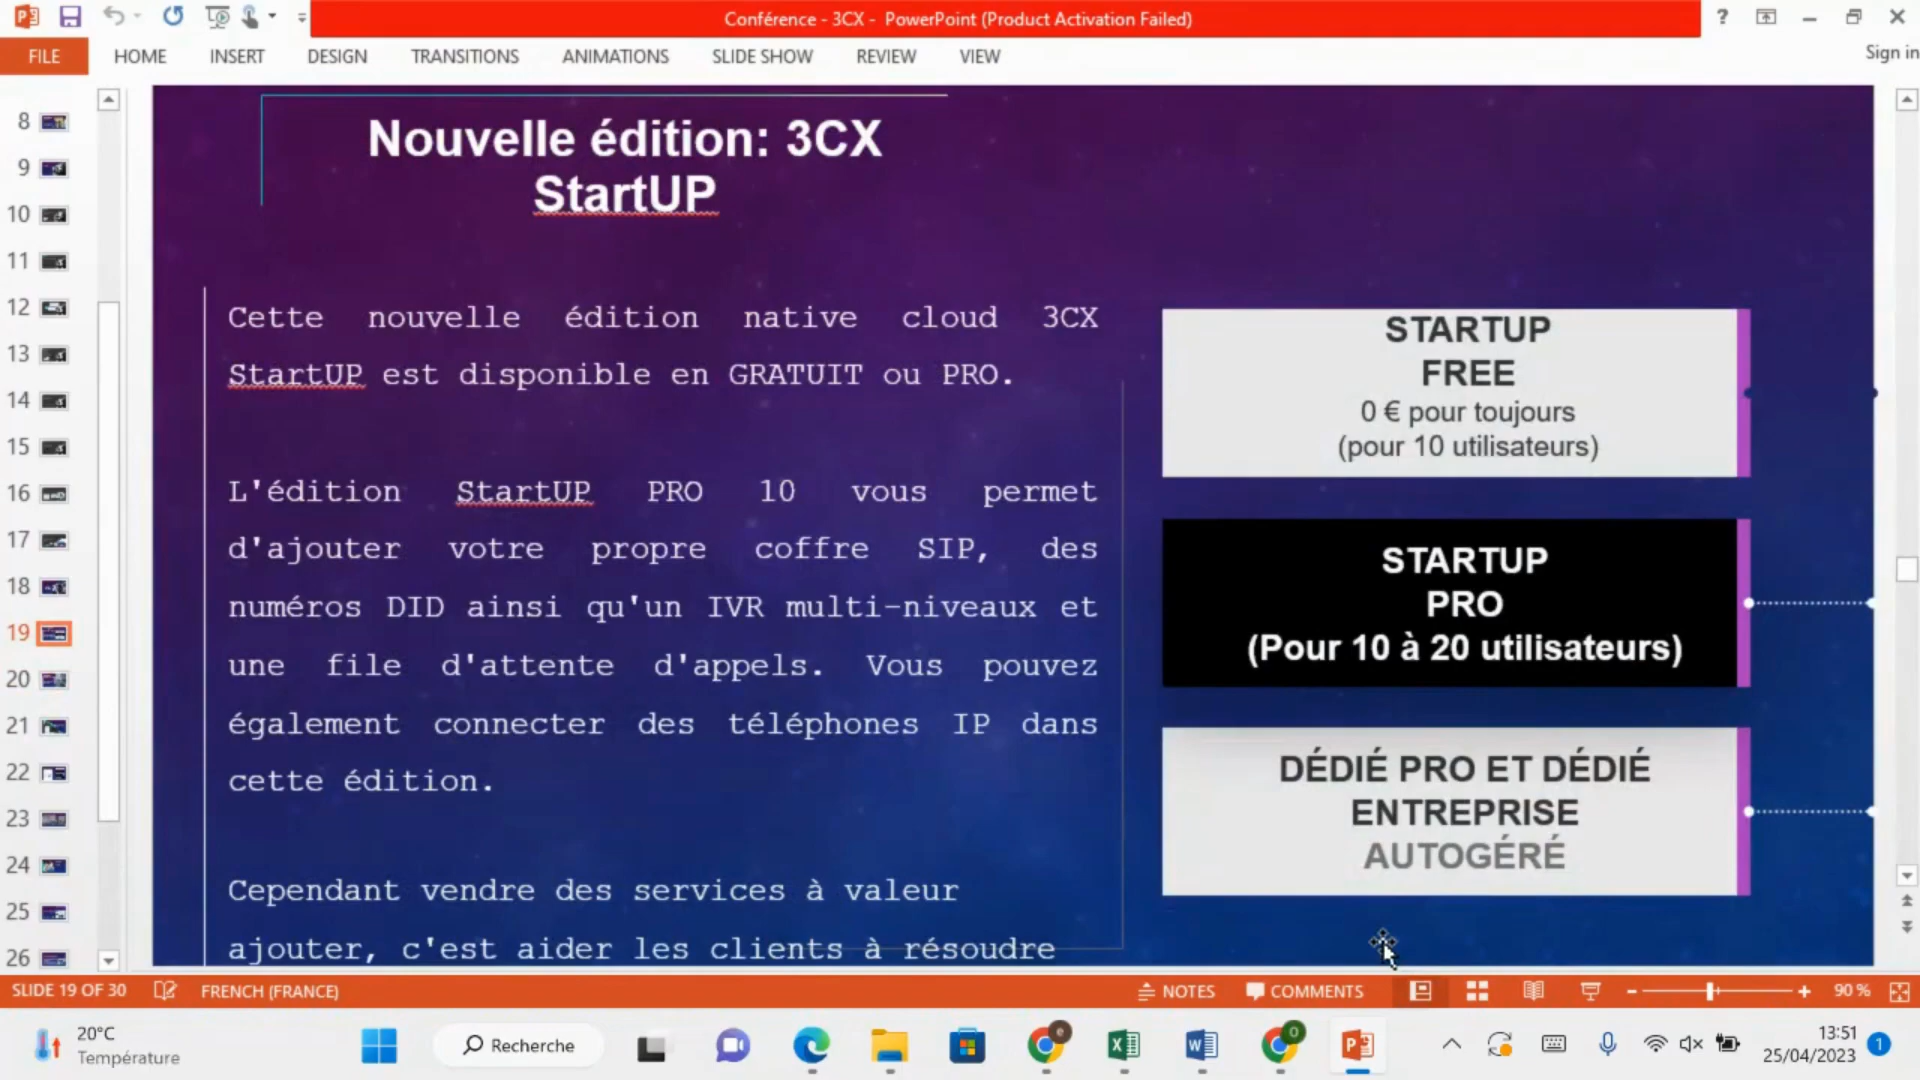 Conférence - 3CX - PowerPoint (Product Activation Failed)
?
FILE HOME INSERT DESIGN TRANSITIONS ANIMATIONS SLIDE SHOW REVIEW VIEW
Sign in
8
9
10
11
12
13
14
15
16
17
18
19
20
21
22
23
24
25
26
Nouvelle édition: 3CX
StartUP
Cette nouvelle édition native cloud 3CX
StartUP est disponible en GRATUIT ou PRO.
L'édition StartUP PRO 10 vous permet
d'ajouter votre propre coffre SIP, des
numéros DID ainsi qu'un IVR multi-niveaux et
une file d'attente d'appels. Vous pouvez
également connecter des téléphones IP dans
cette édition.
Cependant vendre des services à valeur
ajouter, c'est aider les clients à résoudre
STARTUP
FREE
0 € pour toujours
(pour 10 utilisateurs)
STARTUP
PRO
(Pour 10 à 20 utilisateurs)
DÉDIÉ PRO ET DÉDIÉ
ENTREPRISE
AUTOGÉRÉ
SLIDE 19 OF 30 FRENCH (FRANCE) NOTES COMMENTS 90 %
20°C
Température
Recherche
13:51
25/04/2023
1